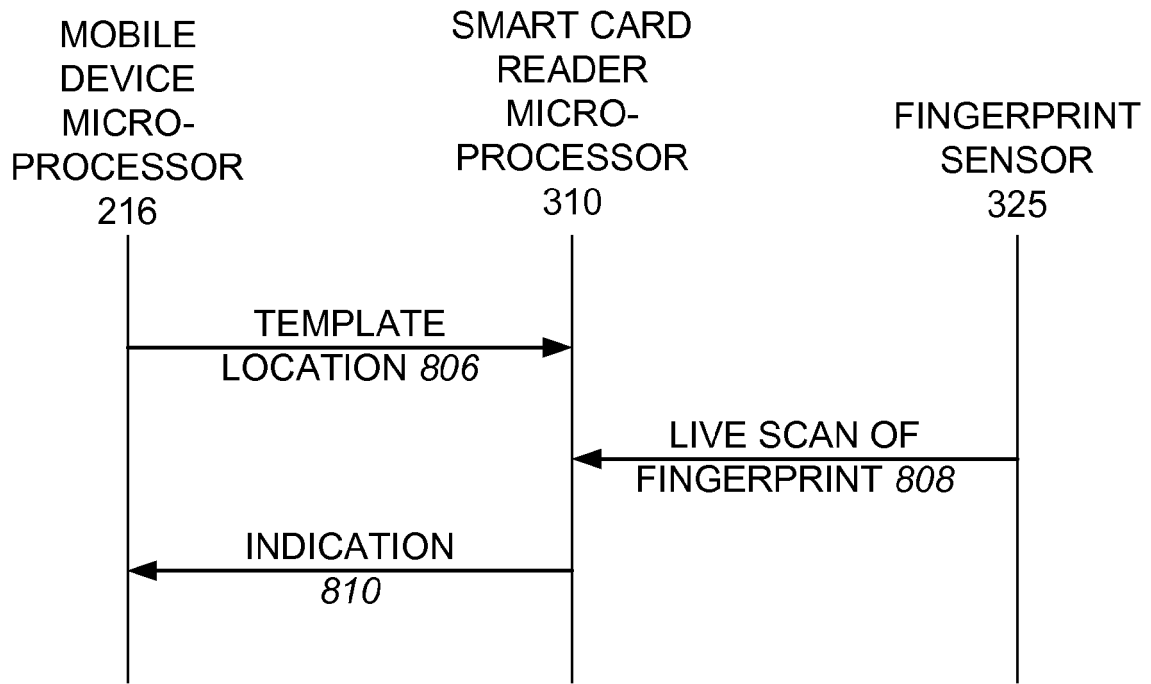 MOBILE
DEVICE
MICRO-
PROCESSOR
216
SMART CARD
READER
MICRO-
PROCESSOR
310
FINGERPRINT
SENSOR
325
TEMPLATE
LOCATION 806
LIVE SCAN OF
FINGERPRINT 808
INDICATION
810